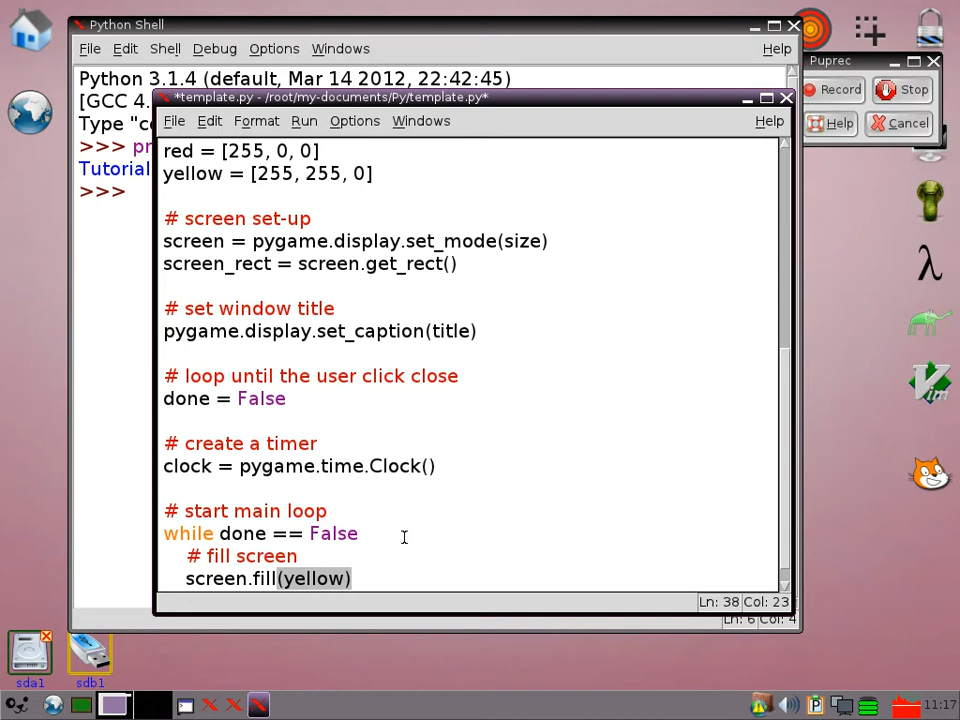 Python Shell
File Edit Shell Debug Options Windows Help
Python 3.1.4 (default, Mar 14 2012, 22:42:45)
[GCC 4.
Type "co
>>> pr
Tutorial
>>>
*template.py - /root/my-documents/Py/template.py*
File Edit Format Run Options Windows Help
red = [255, 0, 0]
yellow = [255, 255, 0]
# screen set-up
screen = pygame.display.set_mode(size)
screen_rect = screen.get_rect()
# set window title
pygame.display.set_caption(title)
# loop until the user click close
done = False
# create a timer
clock = pygame.time.Clock()
# start main loop
while done == False
# fill screen
screen.fill(yellow)
Ln: 38 Col: 23
Ln: 6 Col: 4
Puprec
Record Stop
Help Cancel
λ
Vim
sda1 sdb1
11:17